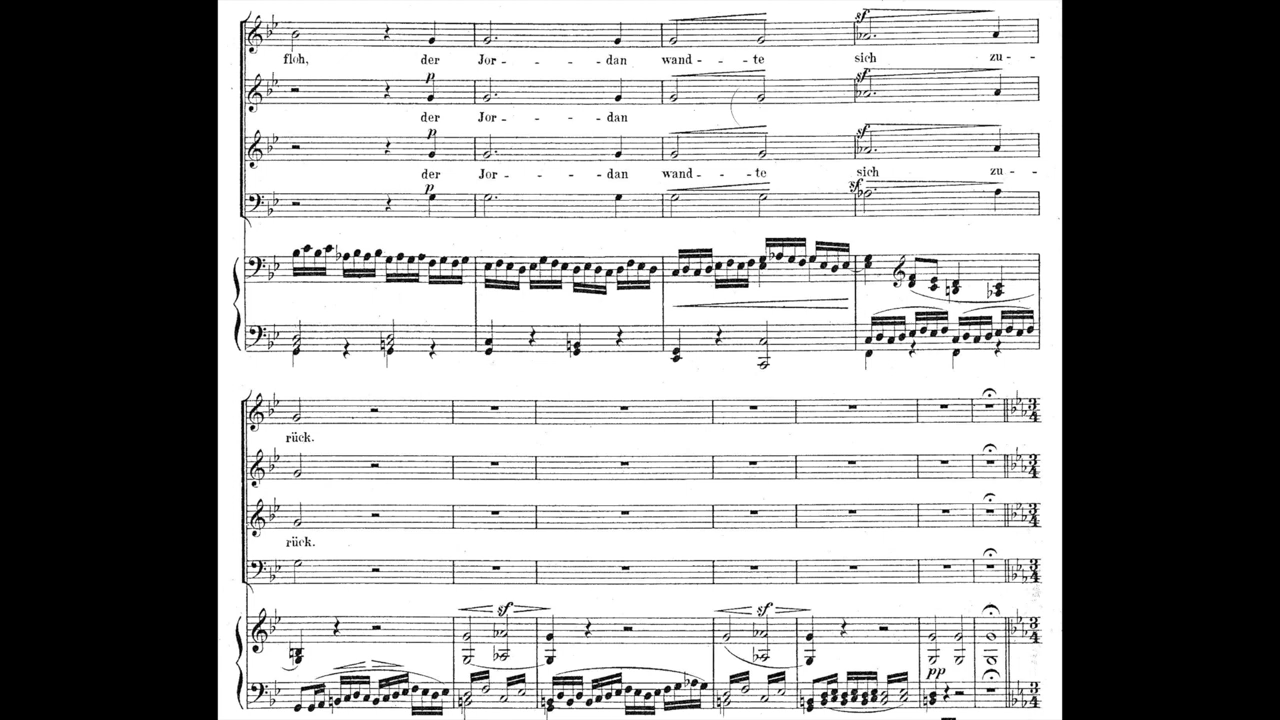 floh, der Jor - - - dan wand - - te sich zu -
p sf
der Jor - - - dan
p sf
der Jor - - - dan wand - - te sich zu -
p sf
rück.
rück.
sf sf
pp